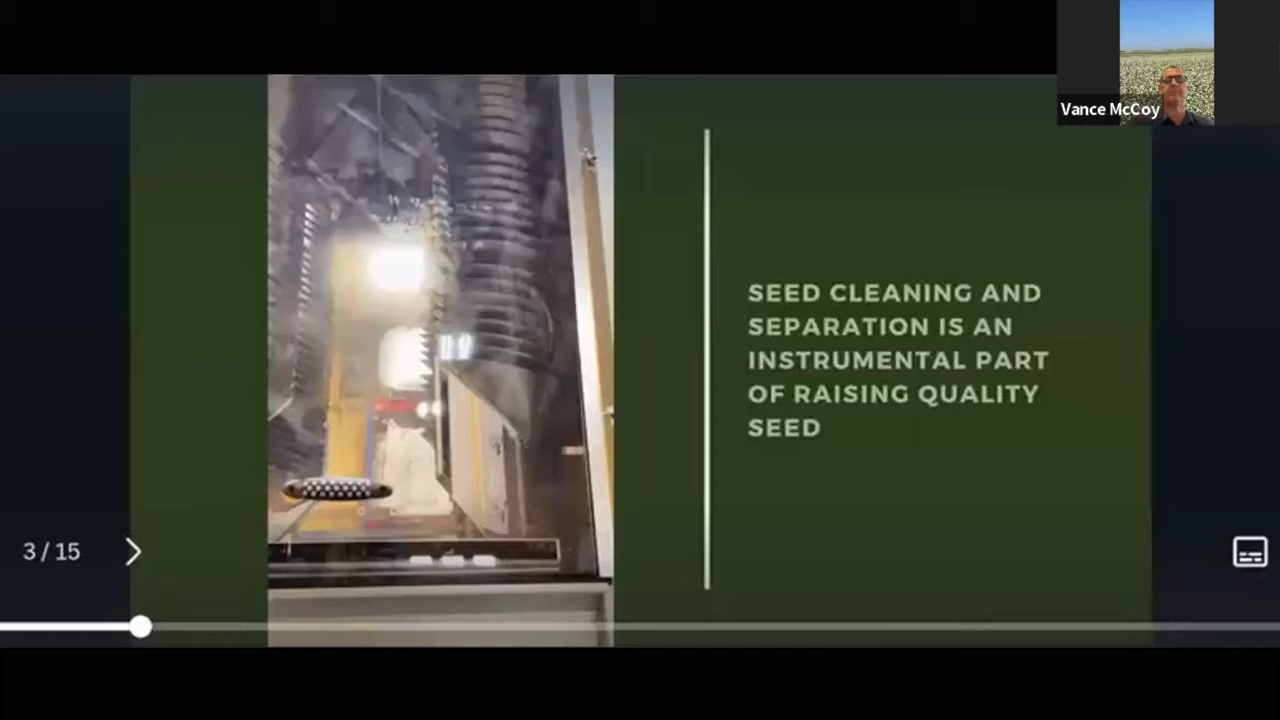 Vance McCoy
SEED CLEANING AND
SEPARATION IS AN
INSTRUMENTAL PART
OF RAISING QUALITY
SEED
3 / 15